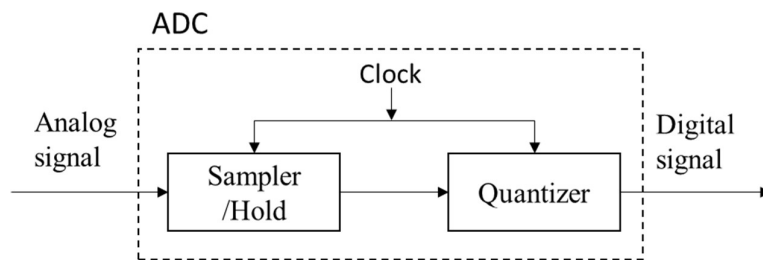 ADC
Clock
Analog
signal
Sampler
/Hold
Quantizer
Digital
signal